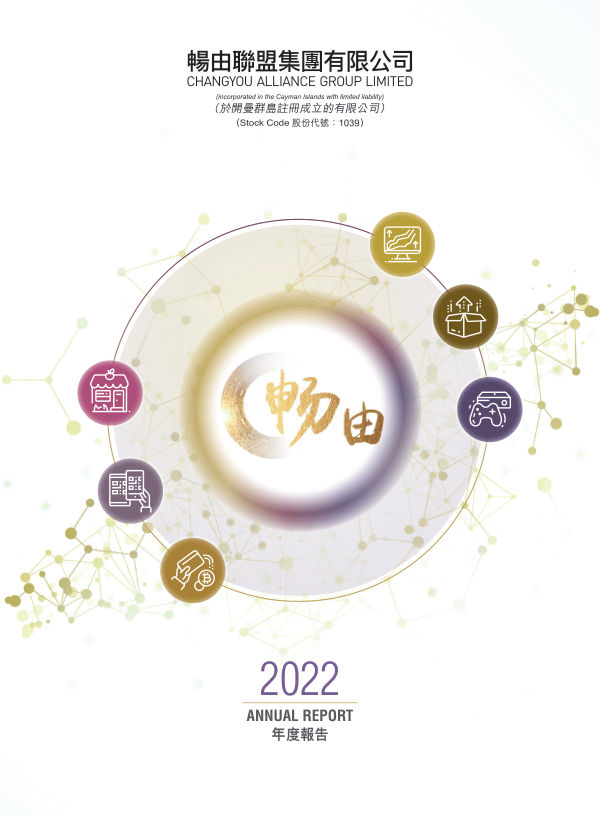 暢由聯盟集團有限公司
CHANGYOU ALLIANCE GROUP LIMITED
(incorporated in the Cayman Islands with limited liability)
（於開曼群島註冊成立的有限公司）
（Stock Code 股份代號：1039）
畅由
2022
ANNUAL REPORT
年度報告